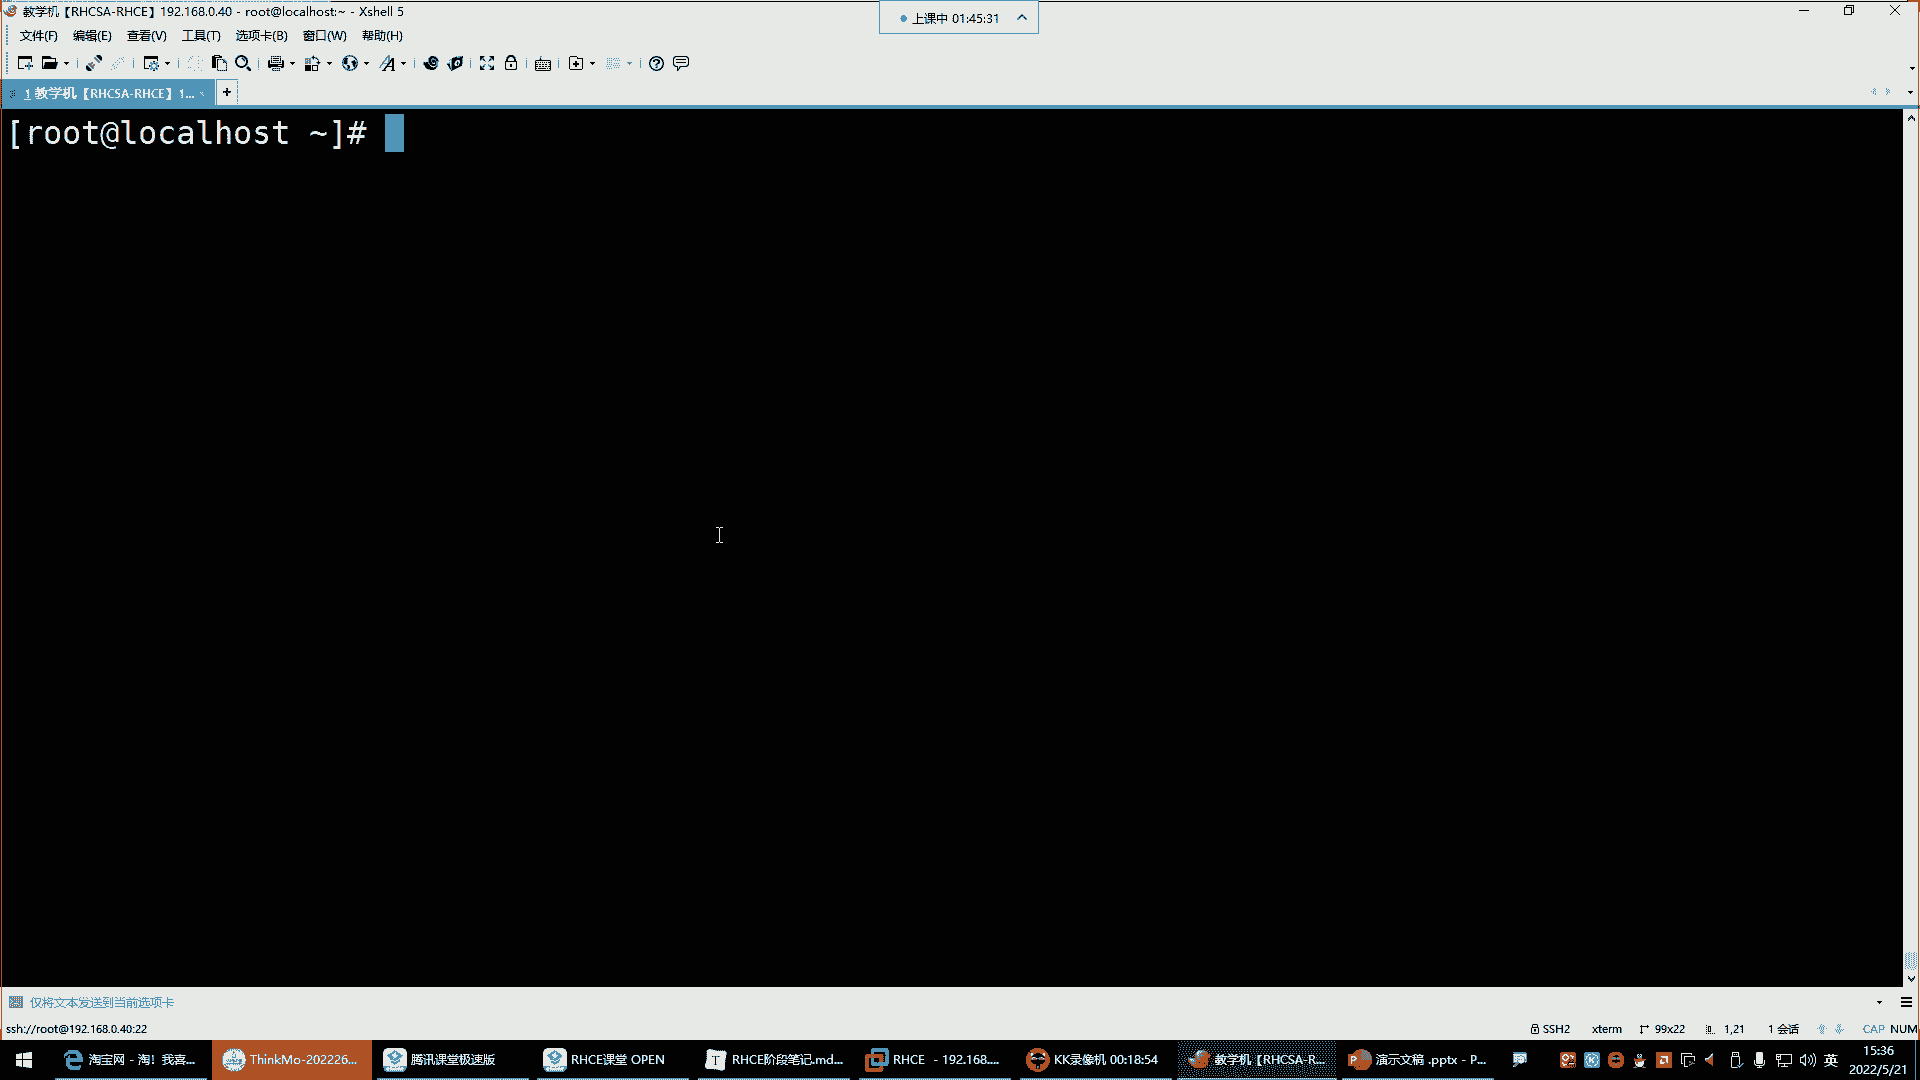 教学机【RHCSA-RHCE】192.168.0.40 - root@localhost:~ - Xshell 5
上课中 01:45:31
文件(F) 编辑(E) 查看(V) 工具(T) 选项卡(B) 窗口(W) 帮助(H)
1 教学机【RHCSA-RHCE】1...
[root@localhost ~]#
仅将文本发送到当前选项卡
ssh://root@192.168.0.40:22
SSH2 xterm 99x22 1,21 1 会话 CAP NUM
淘宝网 - 淘！我喜... ThinkMo-202226... 腾讯课堂极速版 RHCE课堂 OPEN RHCE阶段笔记.md... RHCE - 192.168.... KK录像机 00:18:54 教学机【RHCSA-R... 演示文稿 .pptx - P... 英 15:36
2022/5/21